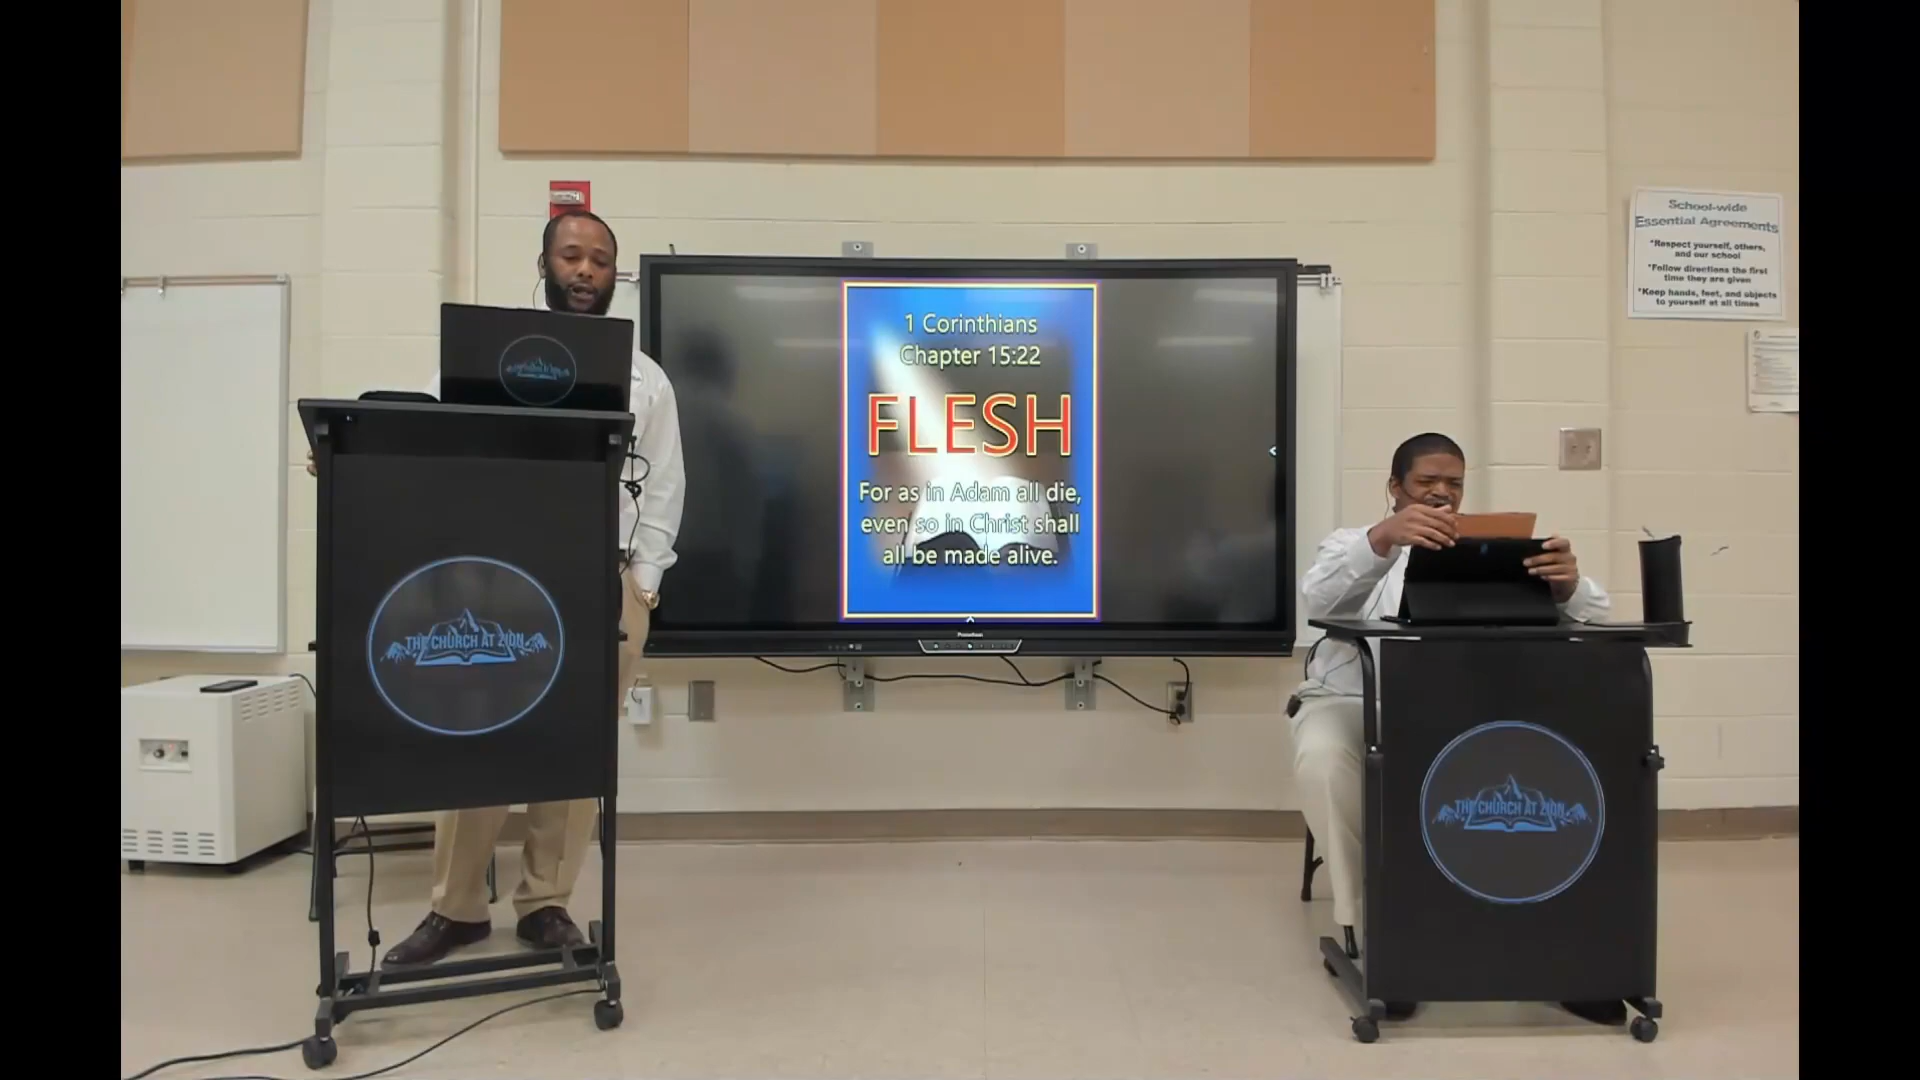 1 Corinthians
Chapter 15:22
FLESH
For as in Adam all die,
even so in Christ shall
all be made alive.
Promethean
THE CHURCH AT ZION
THE CHURCH AT ZION
School-wide
Essential Agreements
*Respect yourself, others,
and our school
*Follow directions the first
time they are given
*Keep hands, feet, and objects
to yourself at all times